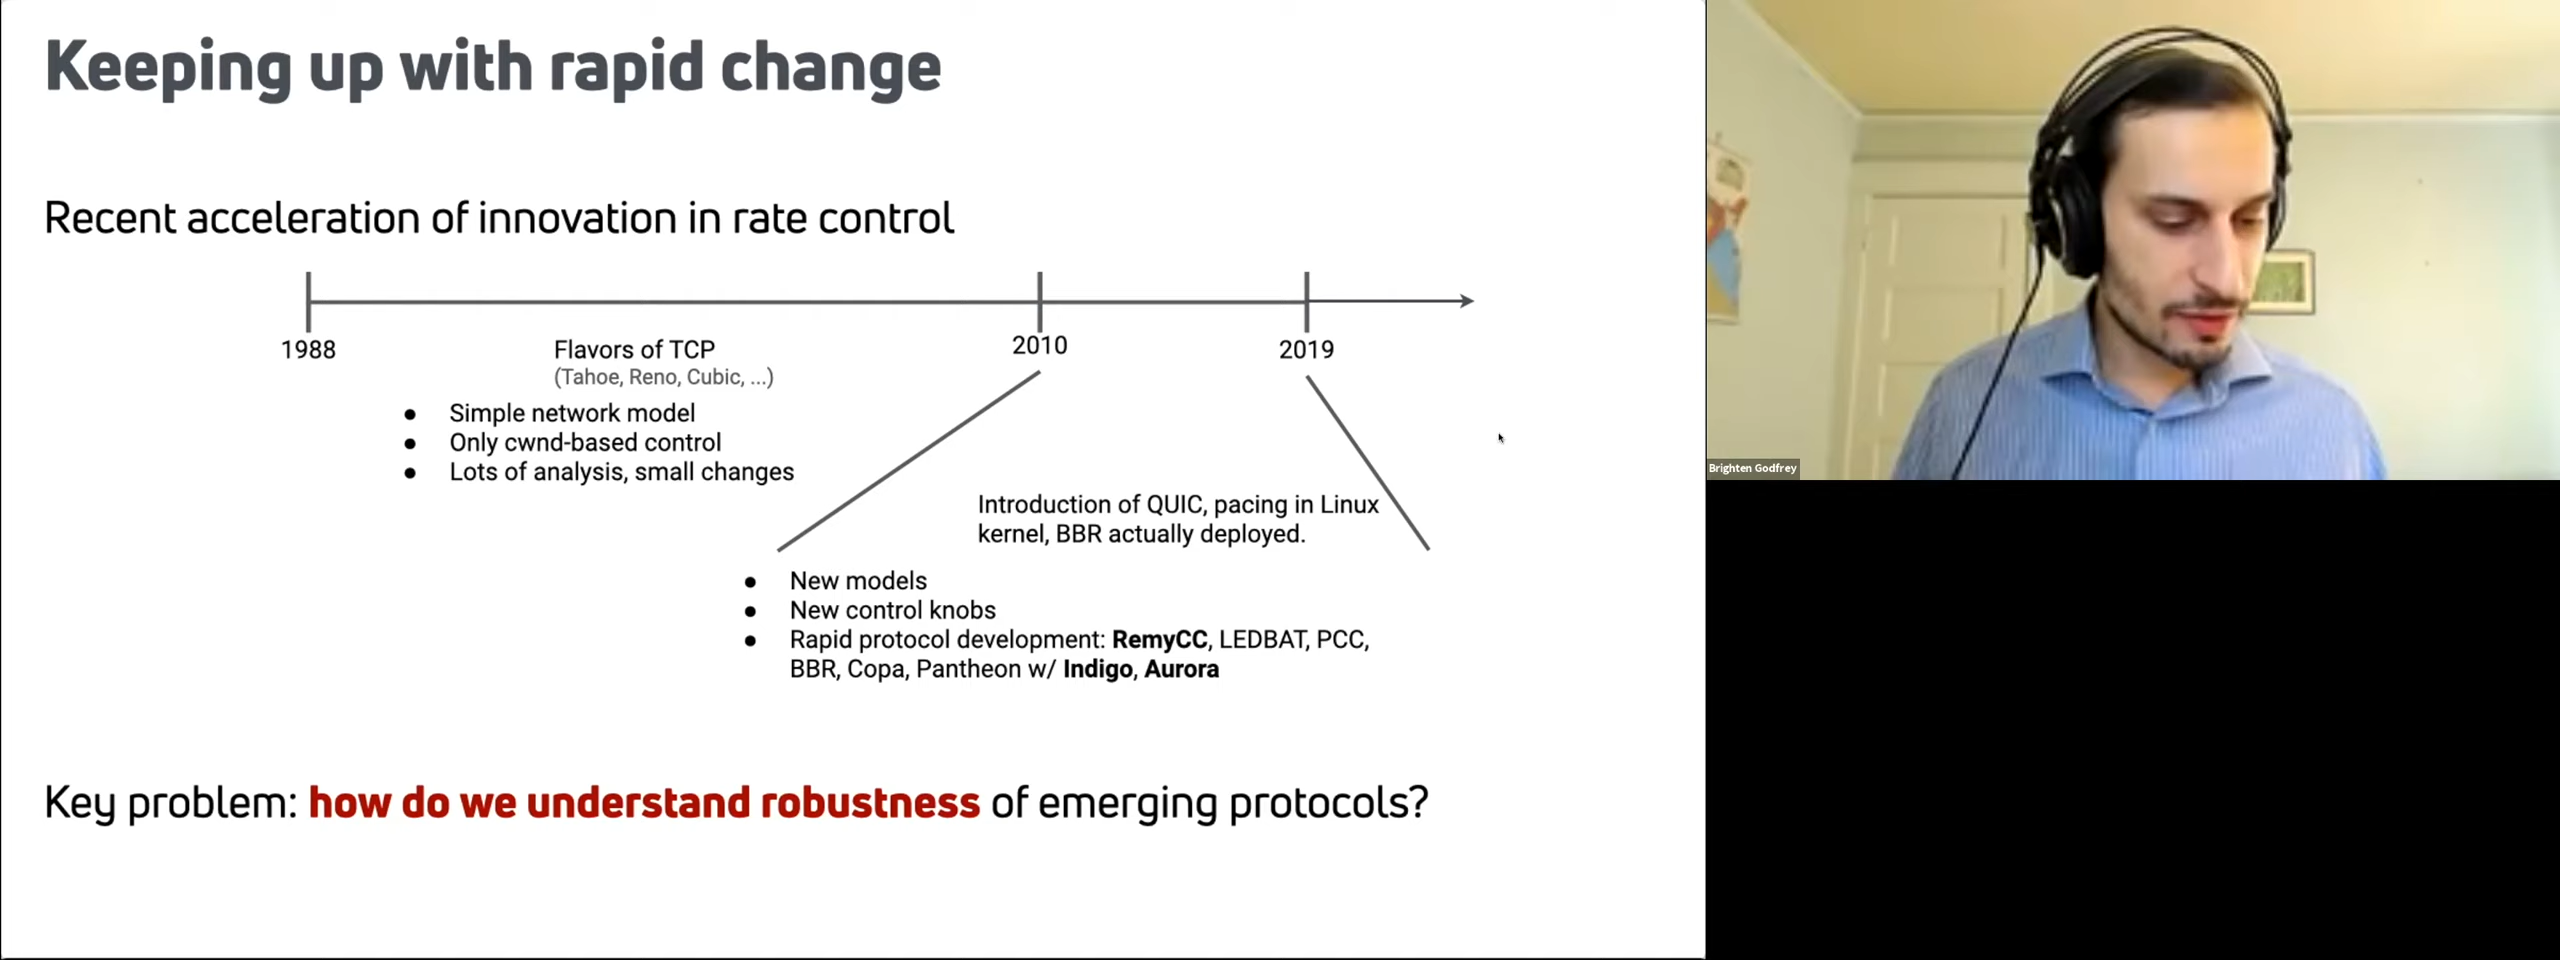 Keeping up with rapid change
Recent acceleration of innovation in rate control
1988
Flavors of TCP
(Tahoe, Reno, Cubic, ...)
2010
2019
● Simple network model
● Only cwnd-based control
● Lots of analysis, small changes
Introduction of QUIC, pacing in Linux
kernel, BBR actually deployed.
● New models
● New control knobs
● Rapid protocol development: RemyCC, LEDBAT, PCC,
BBR, Copa, Pantheon w/ Indigo, Aurora
Key problem: how do we understand robustness of emerging protocols?
Brighten Godfrey